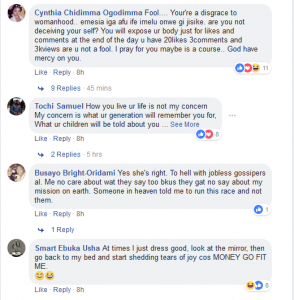 Cynthia Chidimma Ogodimma Fool.... You're a disgrace to
womanhood.. emesia iga afu ife imelu onwe gi jisike. are you not
deceiving your self? You will expose ur body just for likes and
comments at the end of the day u have 20likes 3comments and
3kviews are u not a fool. I pray for you maybe is a course.. God have
mercy on you.
11
Like · Reply · 8h
9 Replies · 45 mins
Tochi Samuel How you live ur life is not my concern
My concern is what ur generation will remember you for,
What ur children will be told about you ... See More
8
Like · Reply · 8h
2 Replies · 5 hrs
Busayo Bright-Oridami Yes she's right. To hell with jobless gossipers
al. Me no care about wat they say too bkus they gat no say about my
mission on earth. Someone in heaven told me to run this race and not
them.
1
Like · Reply · 8h
1 Reply
Smart Ebuka Usha At times I just dress good, look at the mirror, then
go back to my bed and start shedding tears of joy cos MONEY GO FIT
ME.
😊😂
8
Like · Reply · 8h